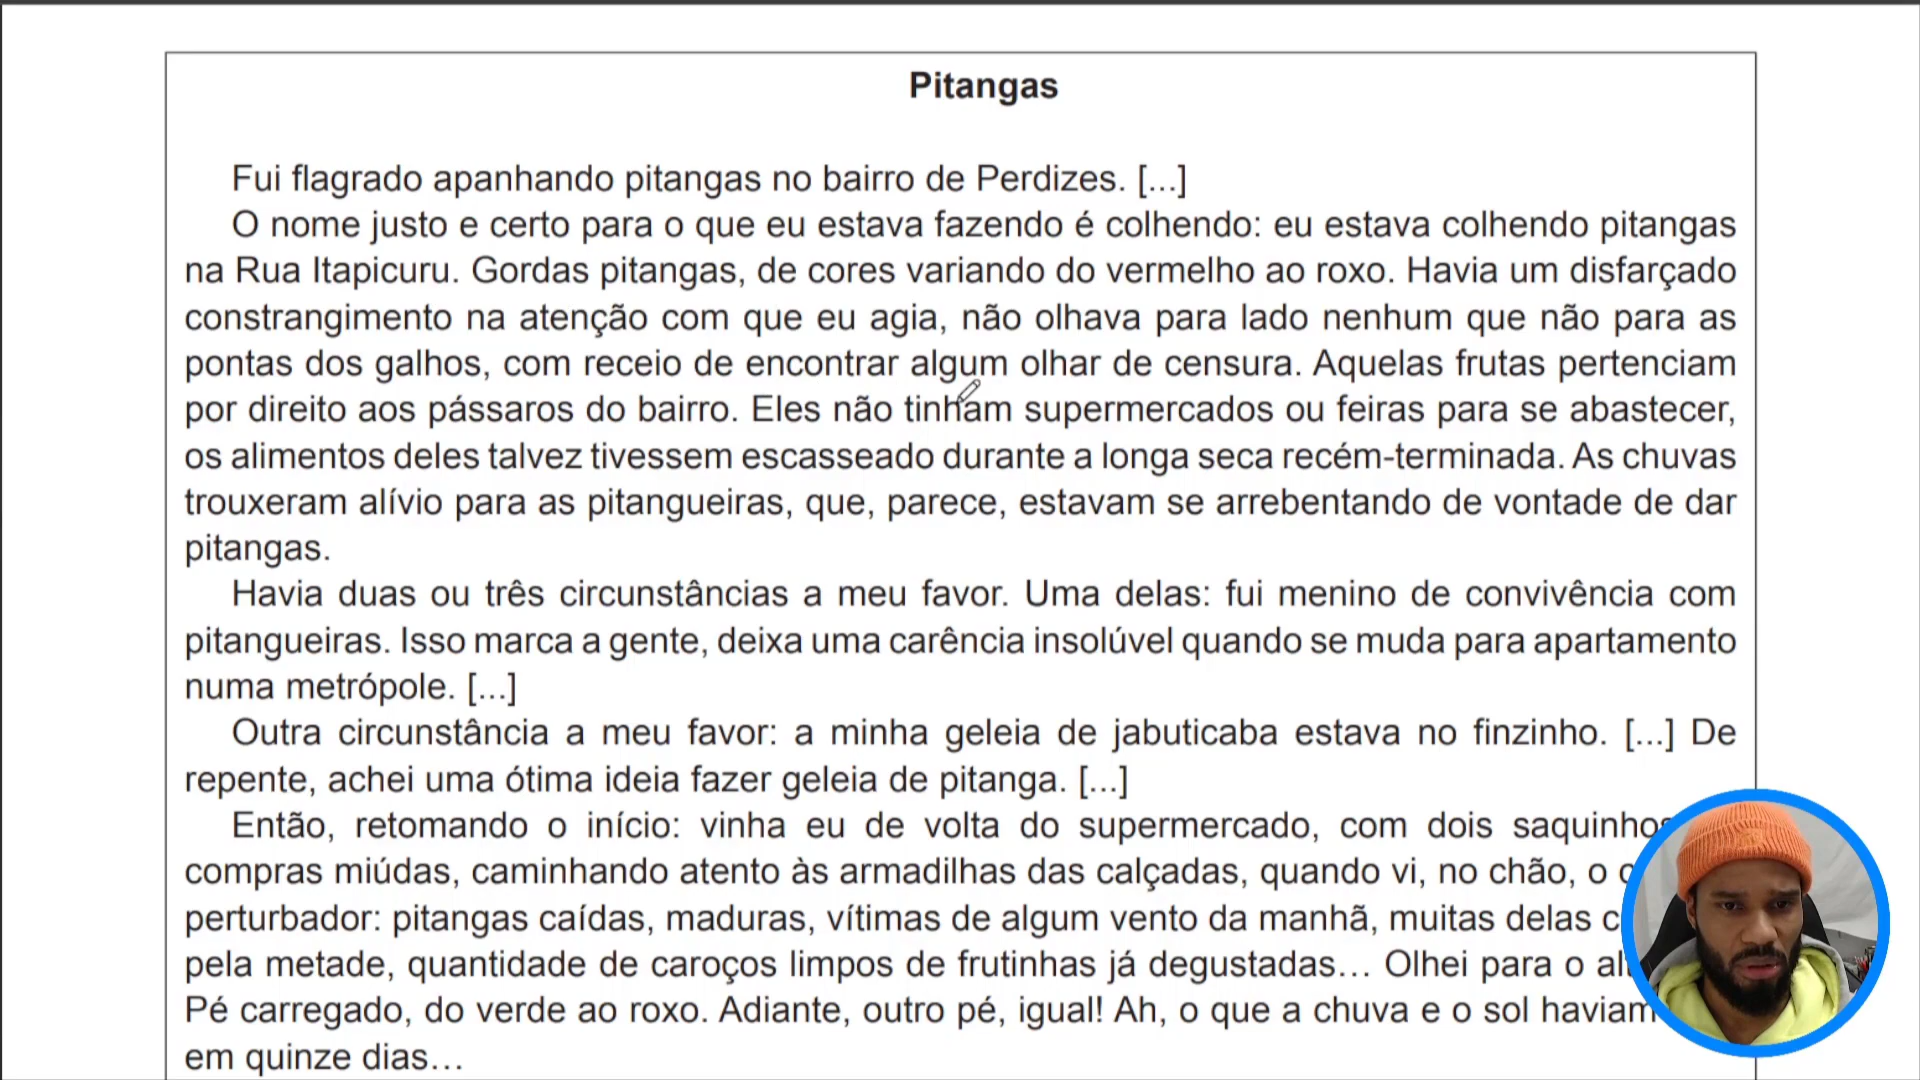 Pitangas
Fui flagrado apanhando pitangas no bairro de Perdizes. [...]
O nome justo e certo para o que eu estava fazendo é colhendo: eu estava colhendo pitangas
na Rua Itapicuru. Gordas pitangas, de cores variando do vermelho ao roxo. Havia um disfarçado
constrangimento na atenção com que eu agia, não olhava para lado nenhum que não para as
pontas dos galhos, com receio de encontrar algum olhar de censura. Aquelas frutas pertenciam
por direito aos pássaros do bairro. Eles não tinham supermercados ou feiras para se abastecer,
os alimentos deles talvez tivessem escasseado durante a longa seca recém-terminada. As chuvas
trouxeram alívio para as pitangueiras, que, parece, estavam se arrebentando de vontade de dar
pitangas.
Havia duas ou três circunstâncias a meu favor. Uma delas: fui menino de convivência com
pitangueiras. Isso marca a gente, deixa uma carência insolúvel quando se muda para apartamento
numa metrópole. [...]
Outra circunstância a meu favor: a minha geleia de jabuticaba estava no finzinho. [...] De
repente, achei uma ótima ideia fazer geleia de pitanga. [...]
Então, retomando o início: vinha eu de volta do supermercado, com dois saquinhos
compras miúdas, caminhando atento às armadilhas das calçadas, quando vi, no chão, o
perturbador: pitangas caídas, maduras, vítimas de algum vento da manhã, muitas delas
pela metade, quantidade de caroços limpos de frutinhas já degustadas… Olhei para o
Pé carregado, do verde ao roxo. Adiante, outro pé, igual! Ah, o que a chuva e o sol haviam
em quinze dias…